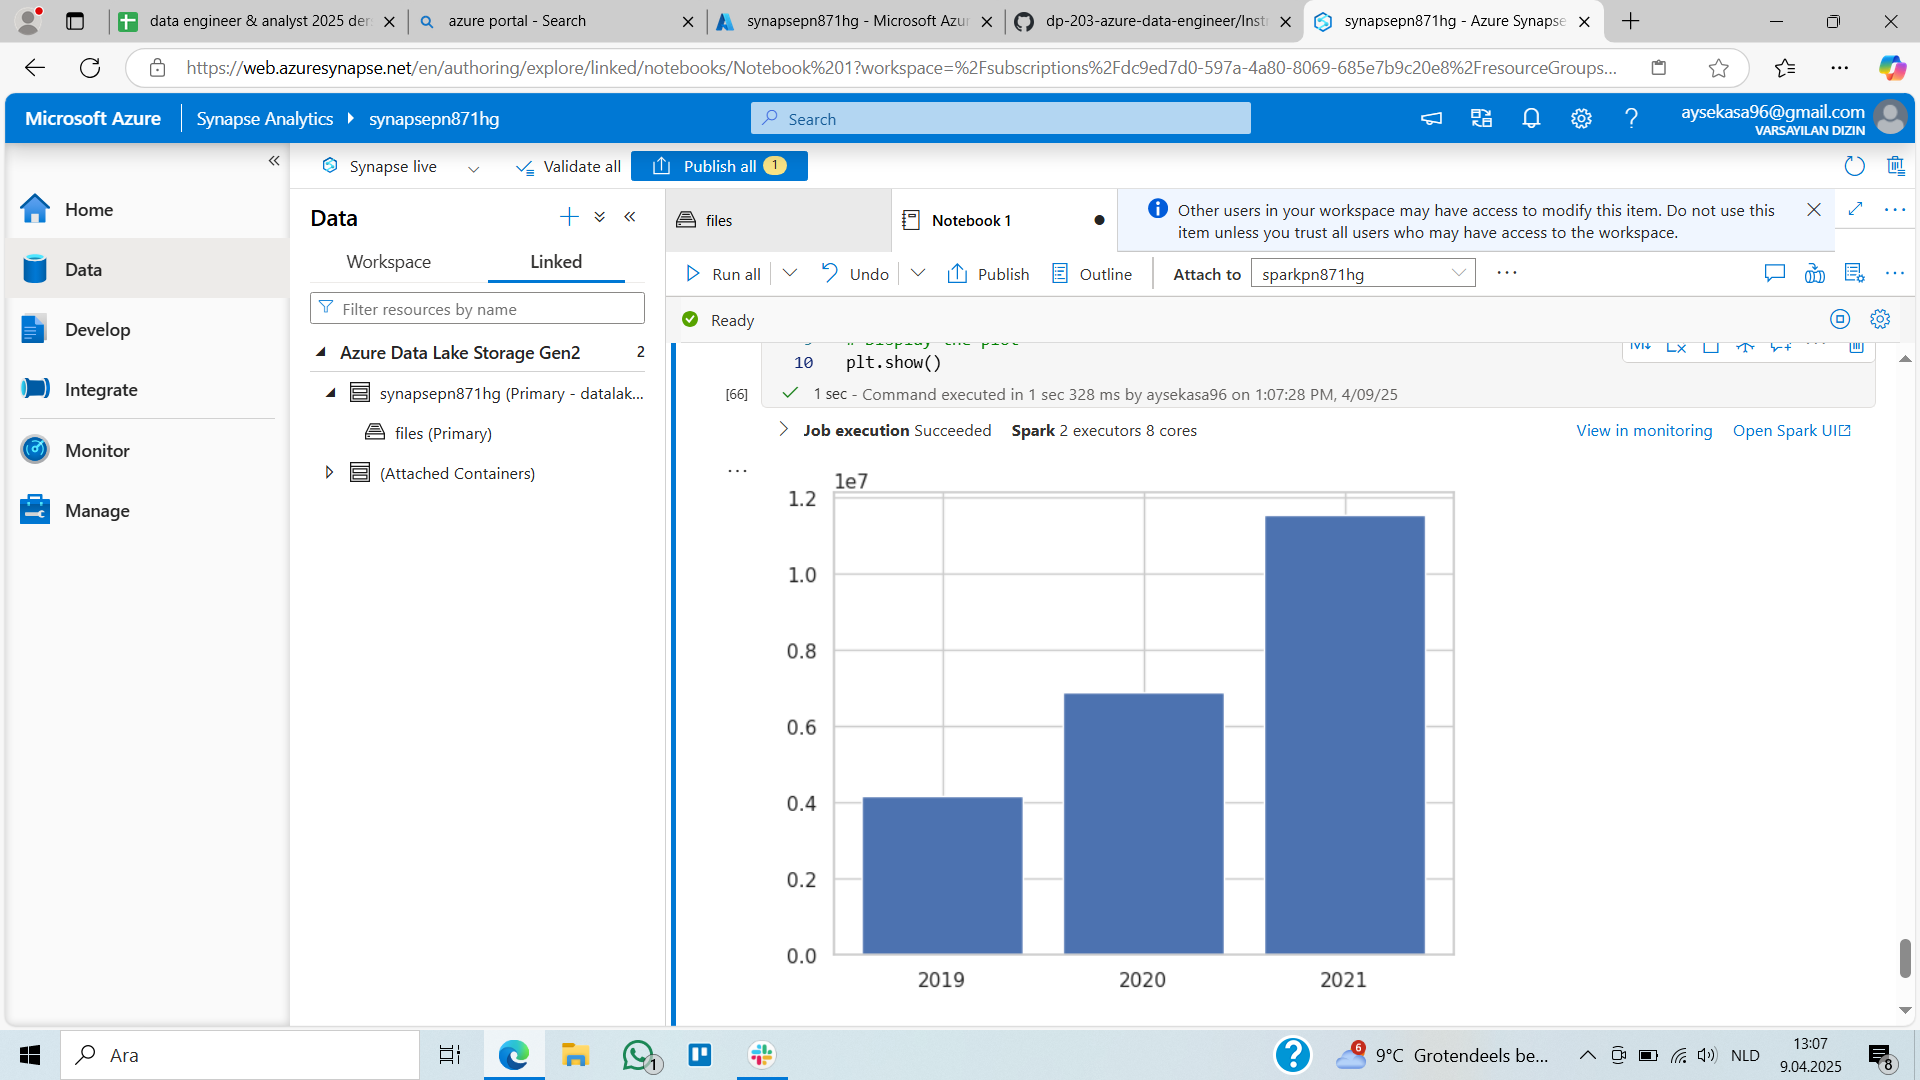 data engineer & analyst 2025 der
azure portal - Search
synapsepn871hg - Microsoft Azur
dp-203-azure-data-engineer/Instr
synapsepn871hg - Azure Synapse
https://web.azuresynapse.net/en/authoring/explore/linked/notebooks/Notebook%201?workspace=%2Fsubscriptions%2Fdc9ed7d0-597a-4a80-8069-685e7b9c20e8%2FresourceGroups...
Microsoft Azure
Synapse Analytics
synapsepn871hg
Search
aysekasa96@gmail.com
VARSAYILAN DIZIN
Synapse live
Validate all
Publish all 1
Home
Data
Develop
Integrate
Monitor
Manage
Data
Workspace
Linked
Filter resources by name
Azure Data Lake Storage Gen2 2
synapsepn871hg (Primary - datalak...
files (Primary)
(Attached Containers)
files
Notebook 1
Other users in your workspace may have access to modify this item. Do not use this
item unless you trust all users who may have access to the workspace.
Run all
Undo
Publish
Outline
Attach to
sparkpn871hg
Ready
# Display the plot
10 plt.show()
[66]
1 sec - Command executed in 1 sec 328 ms by aysekasa96 on 1:07:28 PM, 4/09/25
Job execution Succeeded Spark 2 executors 8 cores
View in monitoring
Open Spark UI
1e7
1.2
1.0
0.8
0.6
0.4
0.2
0.0
2019
2020
2021
Ara
1
6
9°C Grotendeels be...
NLD
13:07
9.04.2025
8